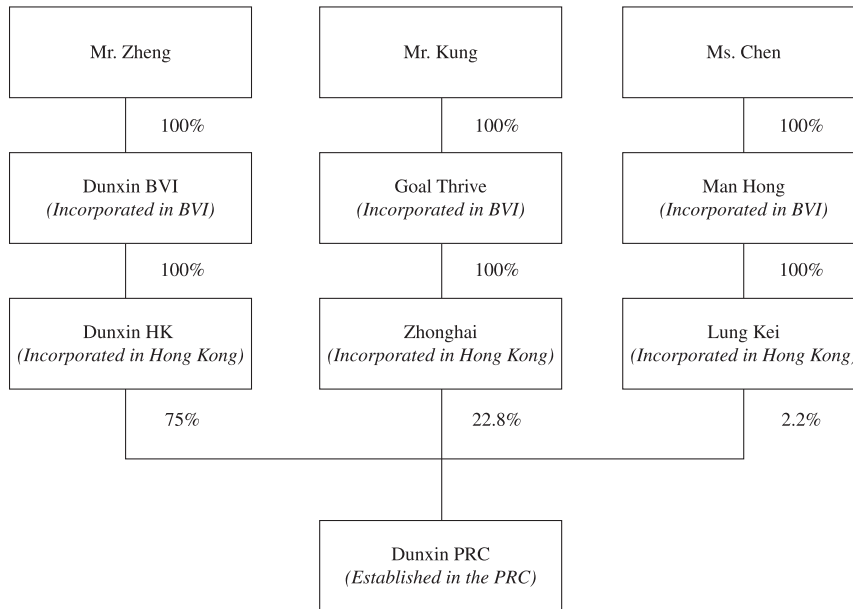 Mr. Zheng
Mr. Kung
Ms. Chen
100%
100%
100%
Dunxin BVI
(Incorporated in BVI)
Goal Thrive
(Incorporated in BVI)
Man Hong
(Incorporated in BVI)
100%
100%
100%
Dunxin HK
(Incorporated in Hong Kong)
Zhonghai
(Incorporated in Hong Kong)
Lung Kei
(Incorporated in Hong Kong)
75%
22.8%
2.2%
Dunxin PRC
(Established in the PRC)